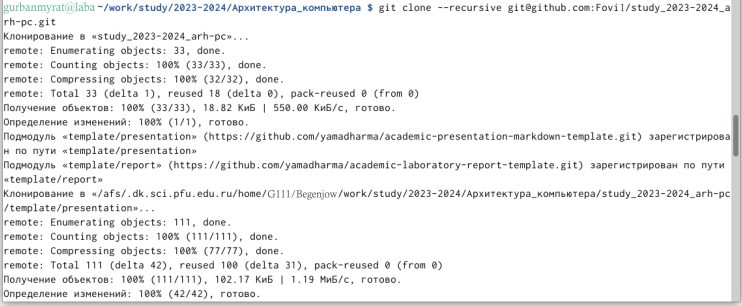 gurbanmyrat@laba ~/work/study/2023-2024/Архитектура_компьютера $ git clone --recursive git@github.com:Fovil/study_2023-2024_a
rh-pc.git
Клонирование в «study_2023-2024_arh-pc»...
remote: Enumerating objects: 33, done.
remote: Counting objects: 100% (33/33), done.
remote: Compressing objects: 100% (32/32), done.
remote: Total 33 (delta 1), reused 18 (delta 0), pack-reused 0 (from 0)
Получение объектов: 100% (33/33), 18.82 КиБ | 550.00 КиБ/с, готово.
Определение изменений: 100% (1/1), готово.
Подмодуль «template/presentation» (https://github.com/yamadharma/academic-presentation-markdown-template.git) зарегистрирова
н по пути «template/presentation»
Подмодуль «template/report» (https://github.com/yamadharma/academic-laboratory-report-template.git) зарегистрирован по пути
«template/report»
Клонирование в «/afs/.dk.sci.pfu.edu.ru/home/G111/Begenjow/work/study/2023-2024/Архитектура_компьютера/study_2023-2024_arh-pc
/template/presentation»...
remote: Enumerating objects: 111, done.
remote: Counting objects: 100% (111/111), done.
remote: Compressing objects: 100% (77/77), done.
remote: Total 111 (delta 42), reused 100 (delta 31), pack-reused 0 (from 0)
Получение объектов: 100% (111/111), 102.17 КиБ | 1.19 МиБ/с, готово.
Определение изменений: 100% (42/42), готово.